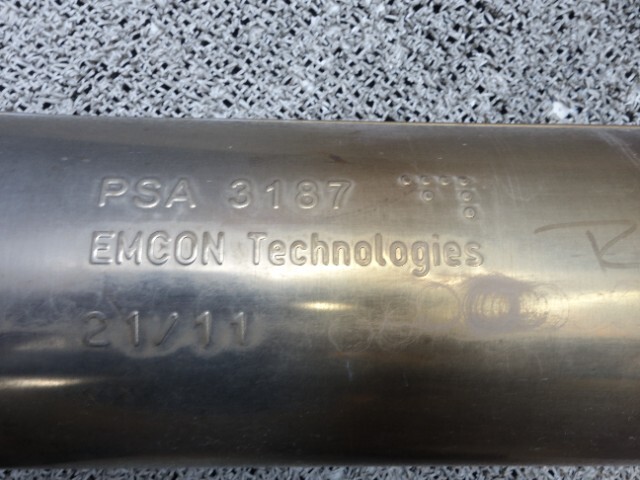 PSA 3187
EMCON Technologies
21/11